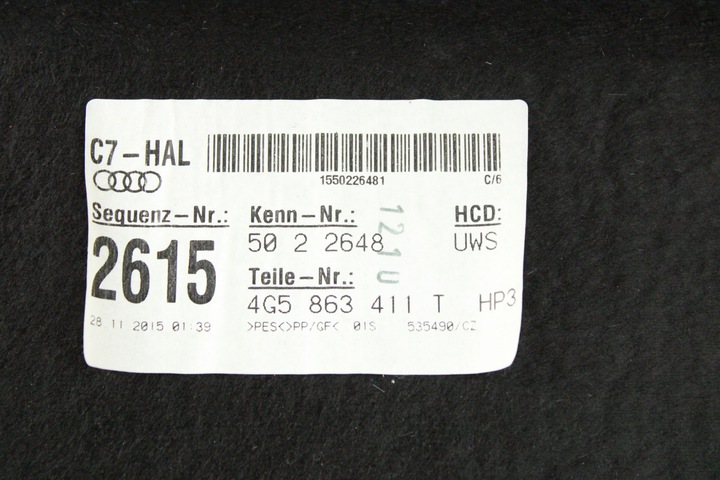 C7-HAL
1550226481 C/6
Sequenz-Nr.: Kenn-Nr.: HCD:
2615 50 2 2648 UWS
Teile-Nr.:
4G5 863 411 T HP3
28.11.2015 01:39 >PES<>PP/GF< 01S 535490/CZ
1210